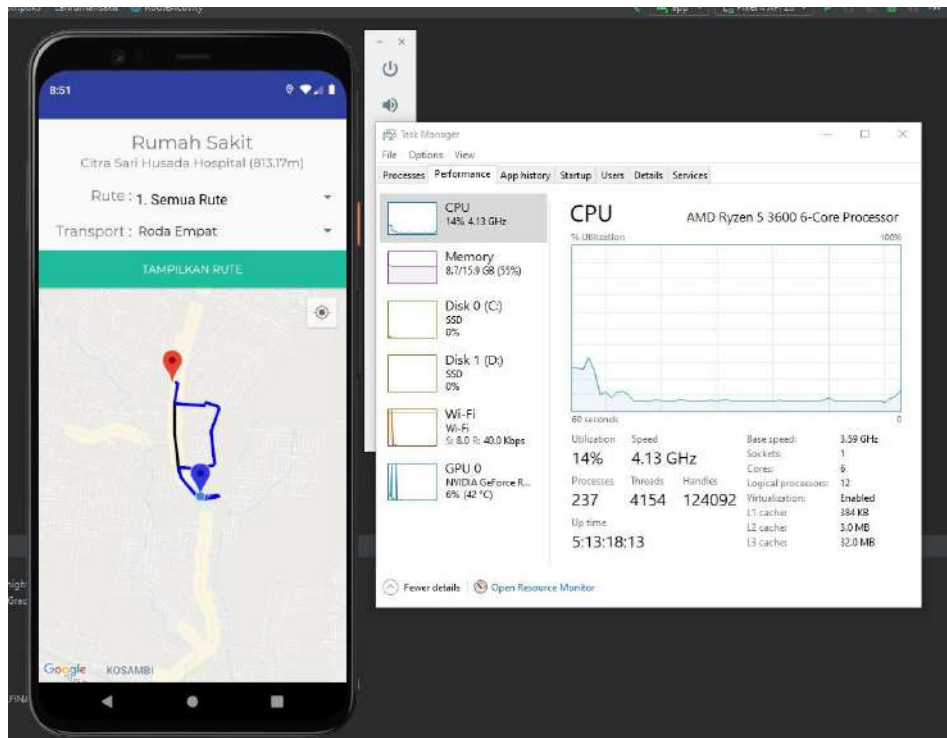 RouteActivity
app
8:51
Rumah Sakit
Citra Sari Husada Hospital (813,17m)
Rute : 1. Semua Rute
Transport : Roda Empat
TAMPILKAN RUTE
Google
KOSAMBI
Task Manager
File Options View
Processes Performance App history Startup Users Details Services
CPU
14% 4.13 GHz
Memory
8.7/15.9 GB (55%)
Disk 0 (C:)
SSD
0%
Disk 1 (D:)
SSD
0%
Wi-Fi
Wi-Fi
S: 8.0 R: 40.0 Kbps
GPU 0
NVIDIA GeForce R...
6% (42 °C)
CPU AMD Ryzen 5 3600 6-Core Processor
% Utilization 100%
60 seconds 0
Utilization Speed
14% 4.13 GHz
Processes Threads Handles
237 4154 124092
Up time
5:13:18:13
Base speed: 3.59 GHz
Sockets: 1
Cores: 6
Logical processors: 12
Virtualization: Enabled
L1 cache: 384 KB
L2 cache: 3.0 MB
L3 cache: 32.0 MB
Fewer details Open Resource Monitor